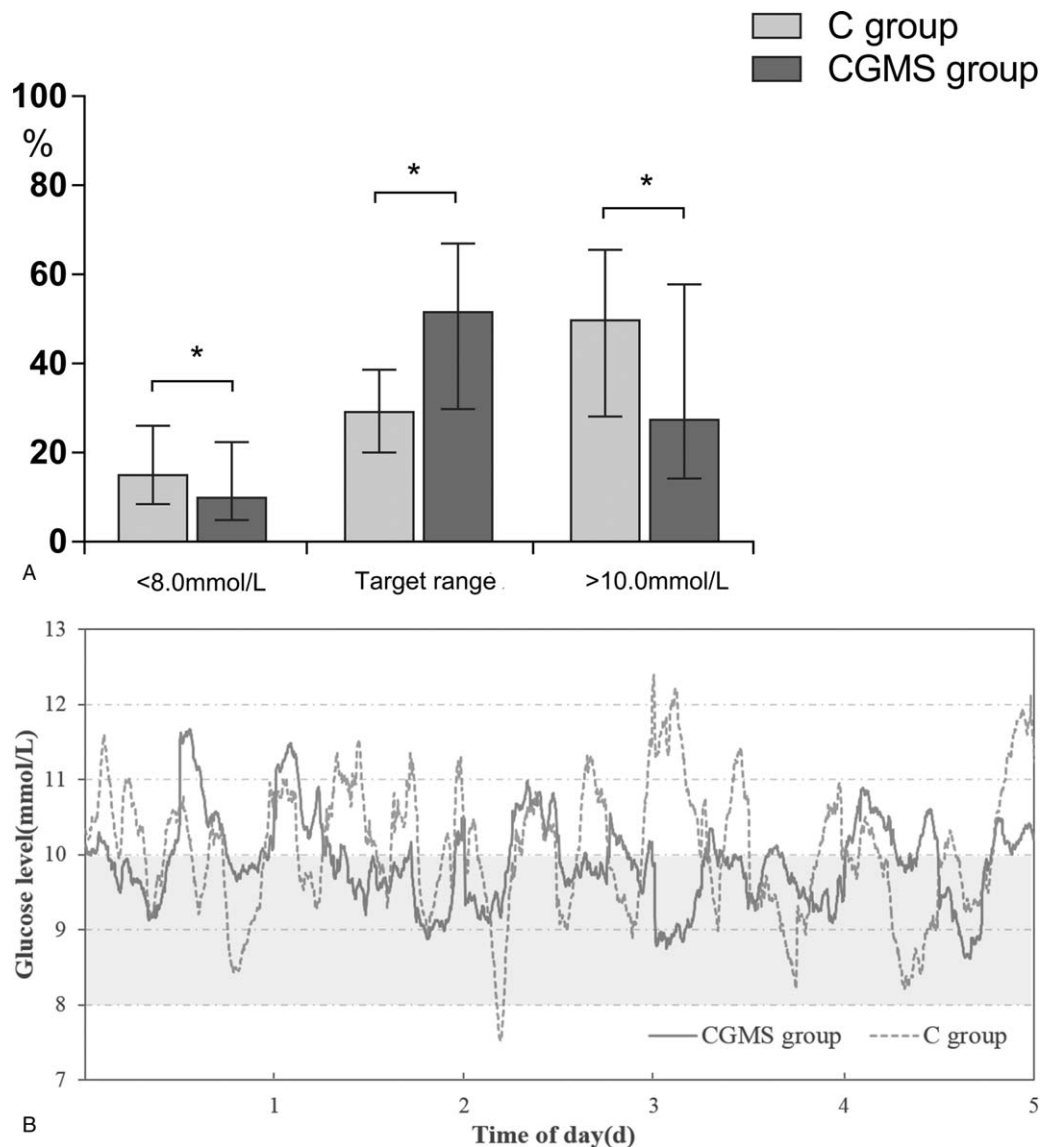 C group
CGMS group
100
%
80
60
40
20
0
*
*
*
A
<8.0mmol/L
Target range
>10.0mmol/L
13
12
11
10
9
8
7
Glucose level(mmol/L)
CGMS group
C group
1
2
3
4
5
B
Time of day(d)